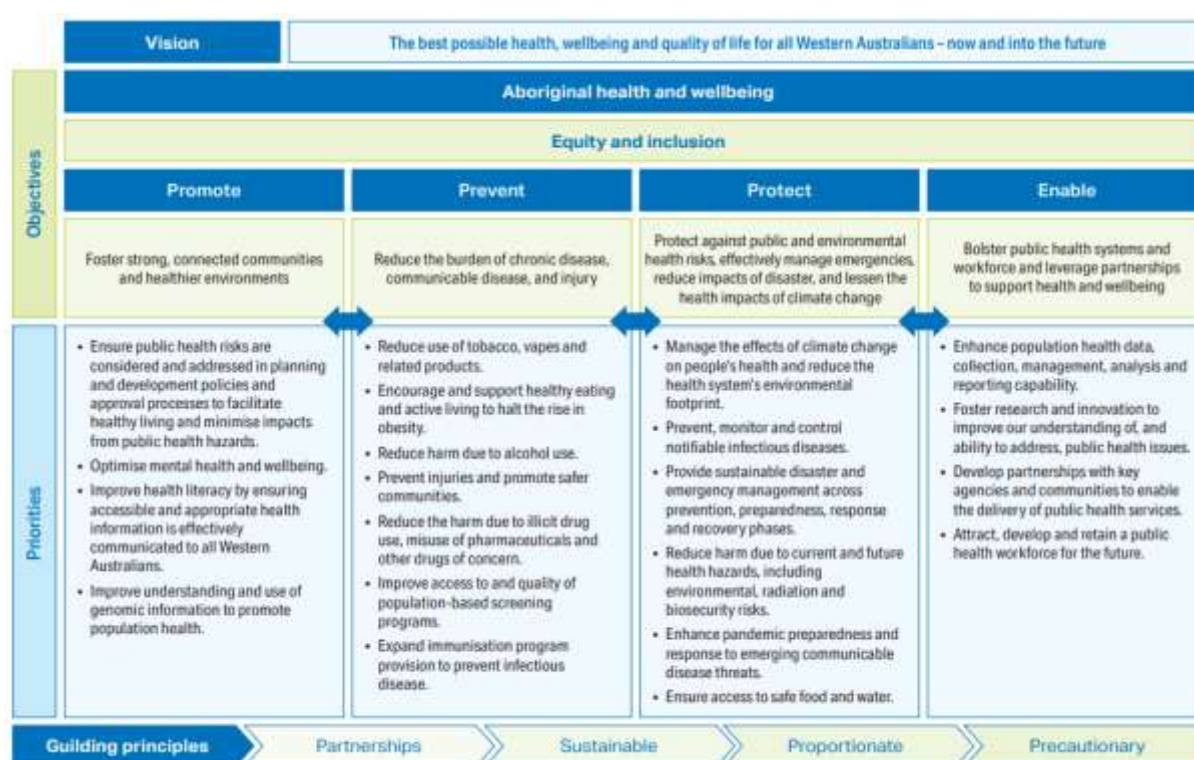 Vision
The best possible health, wellbeing and quality of life for all Western Australians – now and into the future
Objectives
Aboriginal health and wellbeing
Equity and inclusion
Promote
Prevent
Protect
Enable
Foster strong, connected communities
and healthier environments
Reduce the burden of chronic disease,
communicable disease, and injury
Protect against public and environmental
health risks, effectively manage emergencies,
reduce impacts of disaster, and lessen the
health impacts of climate change
Bolster public health systems and
workforce and leverage partnerships
to support health and wellbeing
Priorities
• Ensure public health risks are
considered and addressed in planning
and development policies and
approval processes to facilitate
healthy living and minimise impacts
from public health hazards.
• Optimise mental health and wellbeing.
• Improve health literacy by ensuring
accessible and appropriate health
information is effectively
communicated to all Western
Australians.
• Improve understanding and use of
genomic information to promote
population health.
• Reduce use of tobacco, vapes and
related products.
• Encourage and support healthy eating
and active living to halt the rise in
obesity.
• Reduce harm due to alcohol use.
• Prevent injuries and promote safer
communities.
• Reduce the harm due to illicit drug
use, misuse of pharmaceuticals and
other drugs of concern.
• Improve access to and quality of
population-based screening
programs.
• Expand immunisation program
provision to prevent infectious
disease.
• Manage the effects of climate change
on people's health and reduce the
health system's environmental
footprint.
• Prevent, monitor and control
notifiable infectious diseases.
• Provide sustainable disaster and
emergency management across
prevention, preparedness, response
and recovery phases.
• Reduce harm due to current and future
health hazards, including
environmental, radiation and
biosecurity risks.
• Enhance pandemic preparedness and
response to emerging communicable
disease threats.
• Ensure access to safe food and water.
• Enhance population health data,
collection, management, analysis and
reporting capability.
• Foster research and innovation to
improve our understanding of, and
ability to address, public health issues.
• Develop partnerships with key
agencies and communities to enable
the delivery of public health services.
• Attract, develop and retain a public
health workforce for the future.
Guilding principles
Partnerships
Sustainable
Proportionate
Precautionary